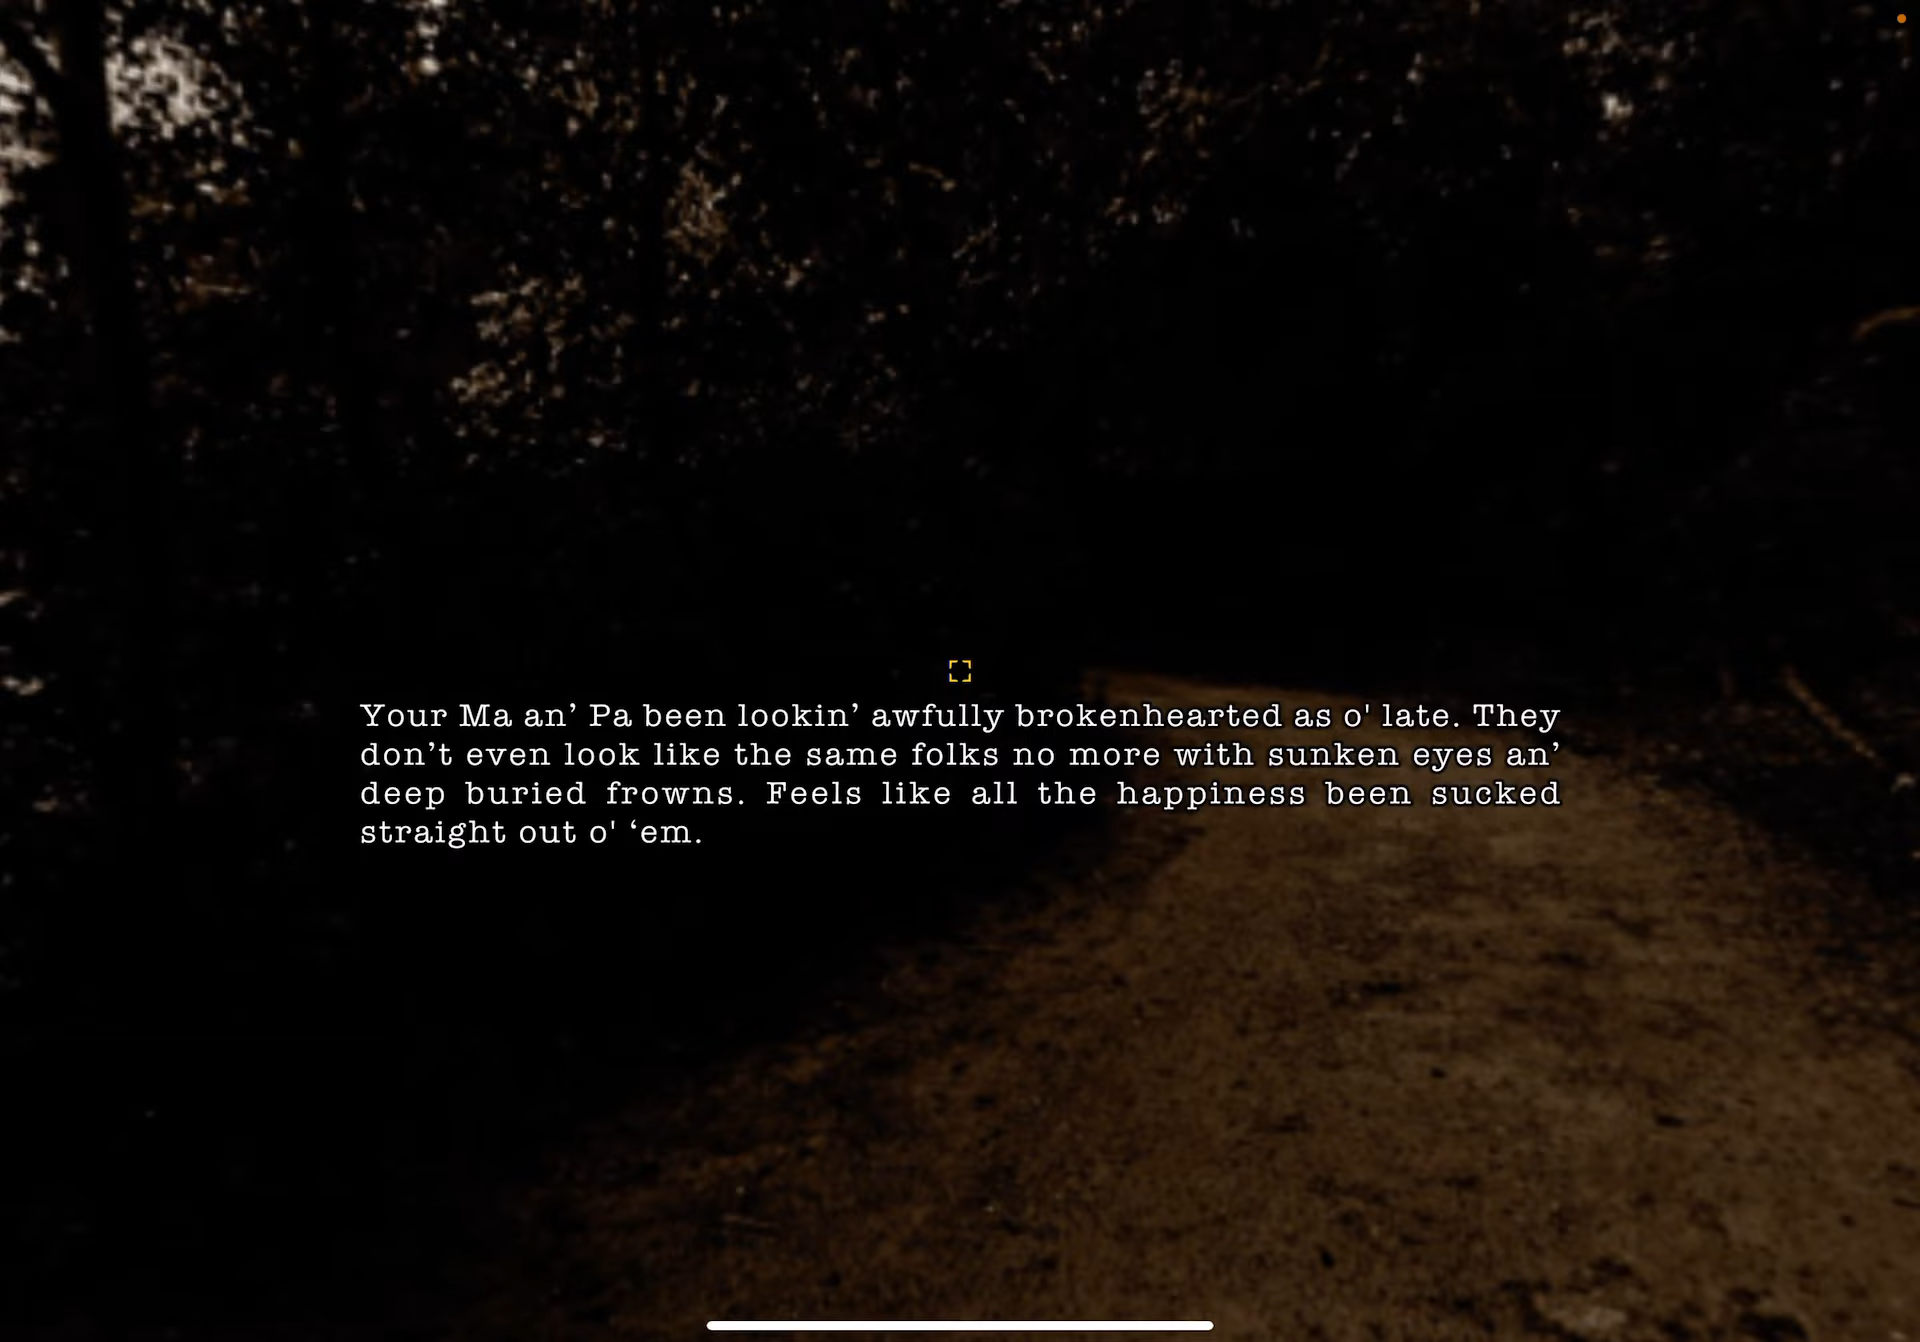 Your Ma an’ Pa been lookin’ awfully brokenhearted as o' late. They
don’t even look like the same folks no more with sunken eyes an’
deep buried frowns. Feels like all the happiness been sucked
straight out o' ‘em.